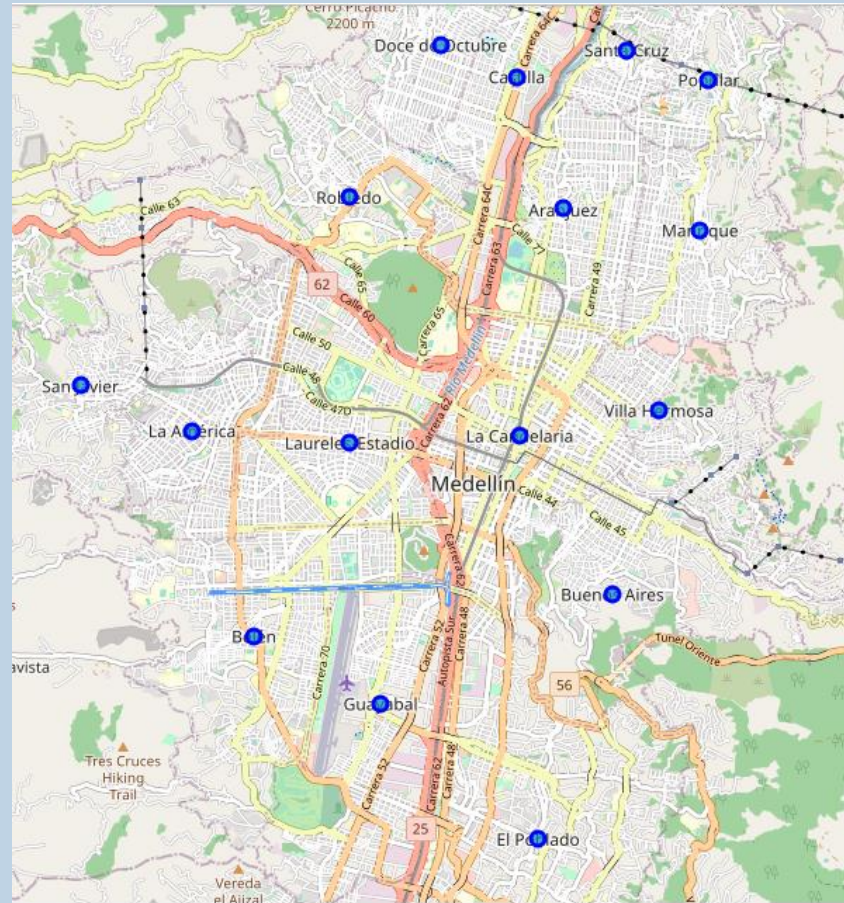 Cerro Picacho
2200 m
Carrera 64C
Doce de Octubre
Santa Cruz
Castilla
Popular
Carrera 64C
Robledo
Calle 63
Aranjuez
Manrique
Calle 77
Carrera 63
Carrera 49
Calle 65
62
Calle 60
Carrera 65
Río Medellín
Calle 50
Calle 48
San Javier
Calle 47D
Carrera 62
Villa Hermosa
La América
Laureles Estadio
La Candelaria
Medellín
Calle 44
Calle 45
Carrera 62
Buenos Aires
Belén
Carrera 52
Autopista Sur
Carrera 48
Tunel Oriente
avista
Carrera 70
56
Guayabal
Tres Cruces
Hiking
Trail
Carrera 52
Carrera 62
Carrera 48
25
El Poblado
Vereda
el Ajizal